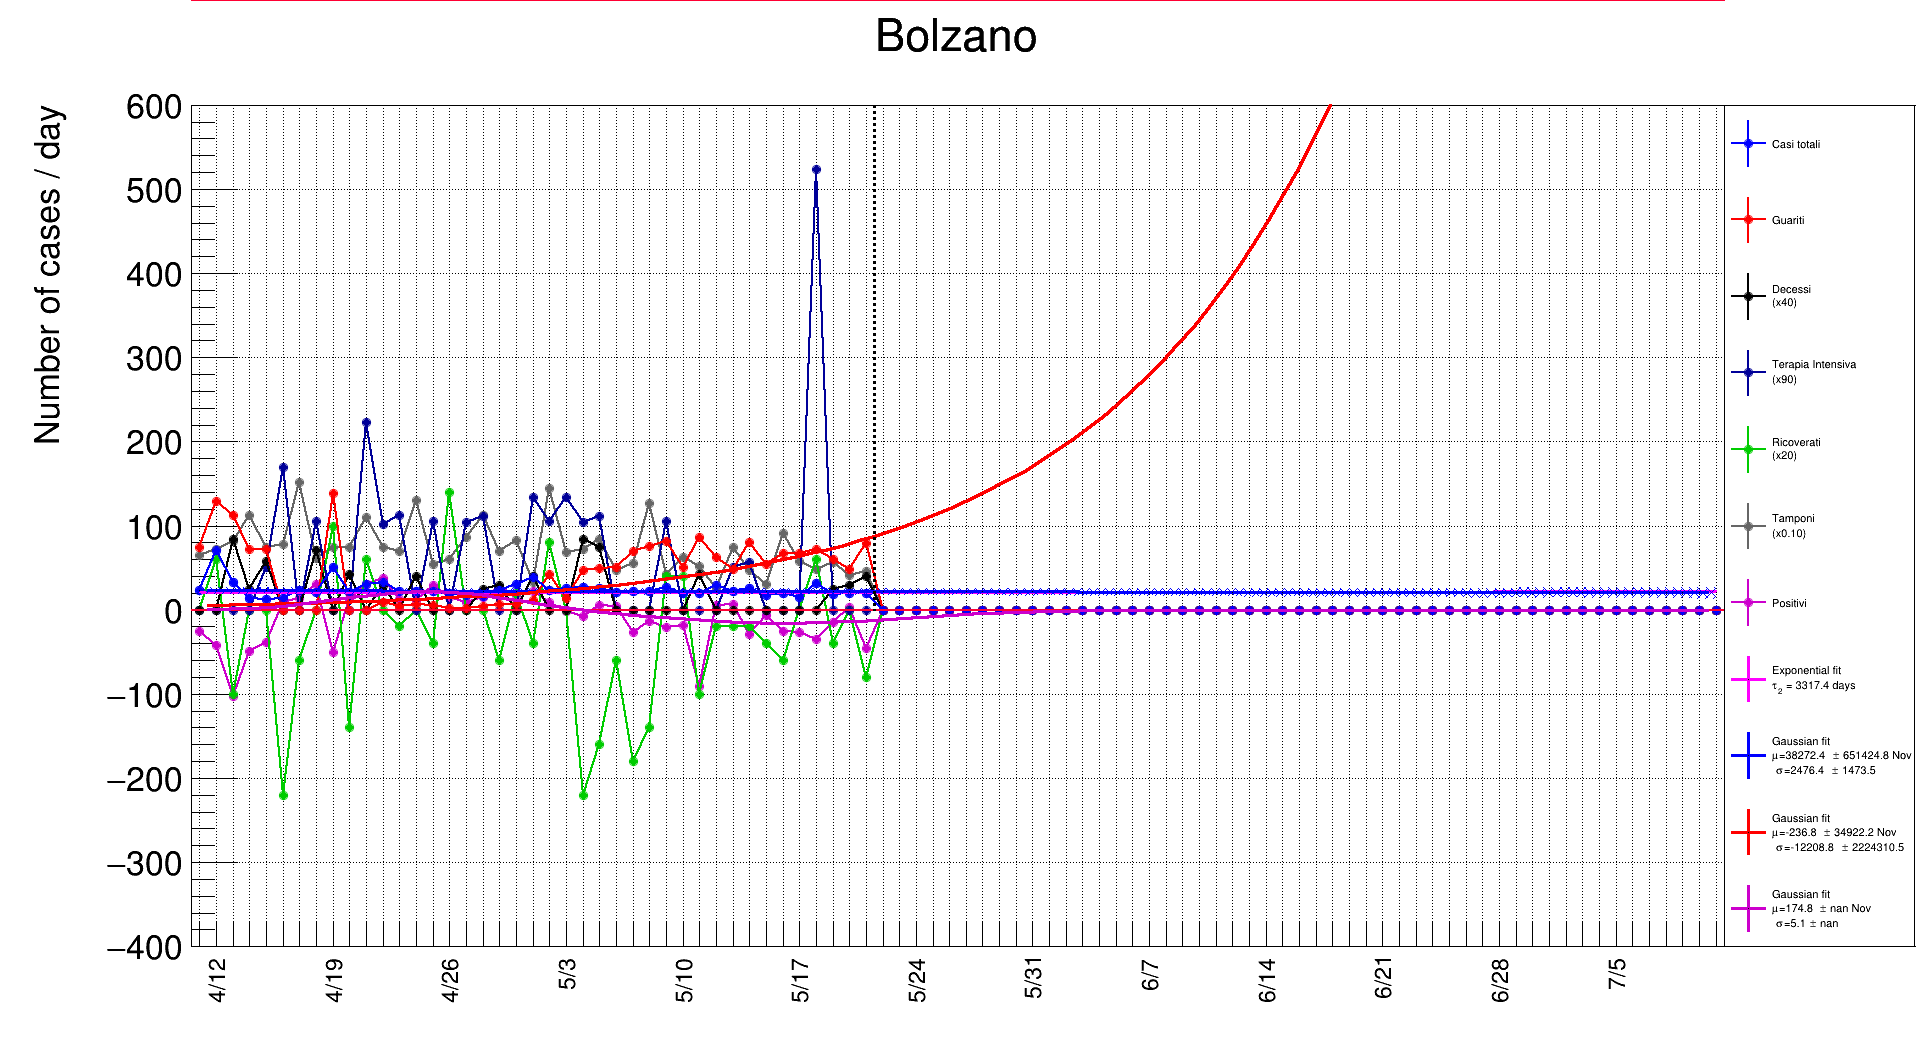 Bolzano
Number of cases / day
600
500
400
300
200
100
0
−100
−200
−300
−400
4/12
4/19
4/26
5/3
5/10
5/17
5/24
5/31
6/7
6/14
6/21
6/28
7/5
Casi totali
Guariti
Decessi
(x40)
Terapia Intensiva
(x90)
Ricoverati
(x20)
Tamponi
(x0.10)
Positivi
Exponential fit
τ2 = 3317.4 days
Gaussian fit
μ=38272.4 ± 651424.8 Nov
σ=2476.4 ± 1473.5
Gaussian fit
μ=-236.8 ± 34922.2 Nov
σ=-12208.8 ± 2224310.5
Gaussian fit
μ=174.8 ± nan Nov
σ=5.1 ± nan